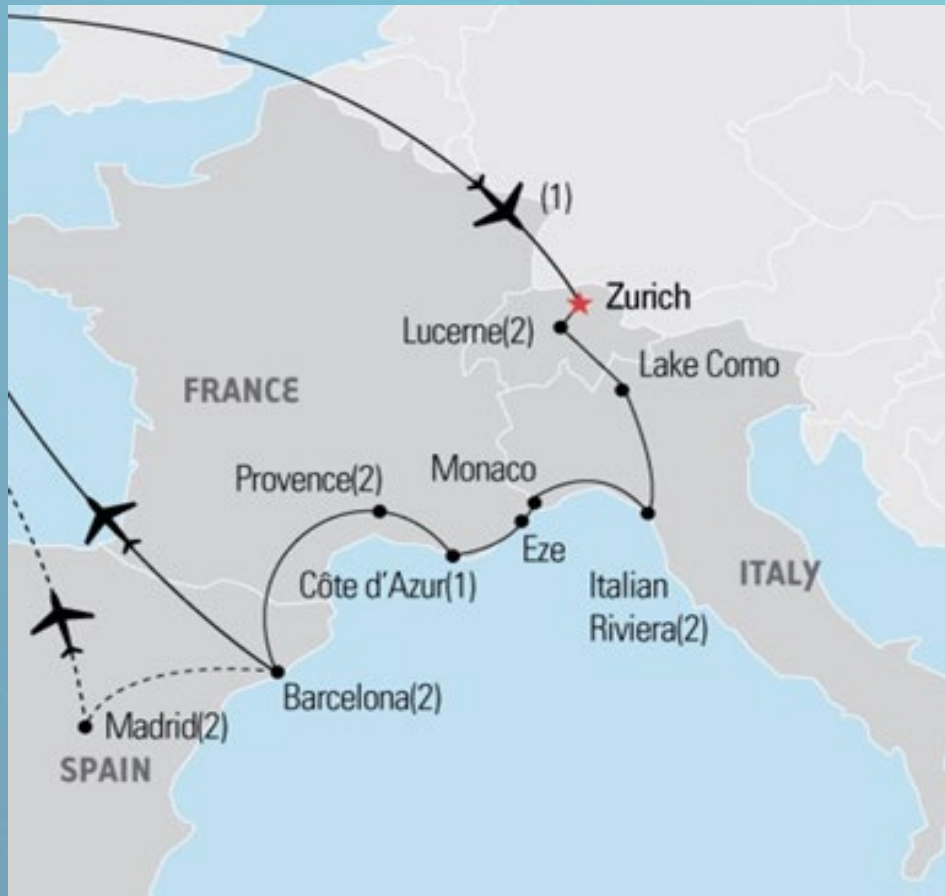 (1)
Zurich
Lucerne(2)
Lake Como
FRANCE
Monaco
Provence(2)
Eze
Côte d'Azur(1)
ITALY
Italian
Riviera(2)
Barcelona(2)
Madrid(2)
SPAIN